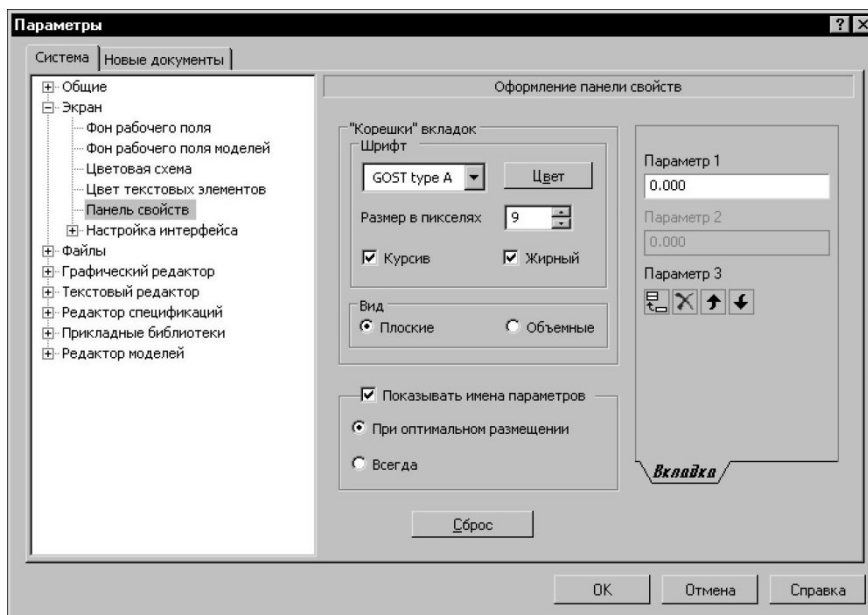 Параметры
Система
Новые документы
Общие
Экран
Фон рабочего поля
Фон рабочего поля моделей
Цветовая схема
Цвет текстовых элементов
Панель свойств
Настройка интерфейса
Файлы
Графический редактор
Текстовый редактор
Редактор спецификаций
Прикладные библиотеки
Редактор моделей
Оформление панели свойств
"Корешки" вкладок
Шрифт
GOST type A
Цвет
Размер в пикселях
9
Курсив
Жирный
Вид
Плоские
Объемные
Показывать имена параметров
При оптимальном размещении
Всегда
Сброс
Параметр 1
0.000
Параметр 2
0.000
Параметр 3
Вкладка
OK
Отмена
Справка